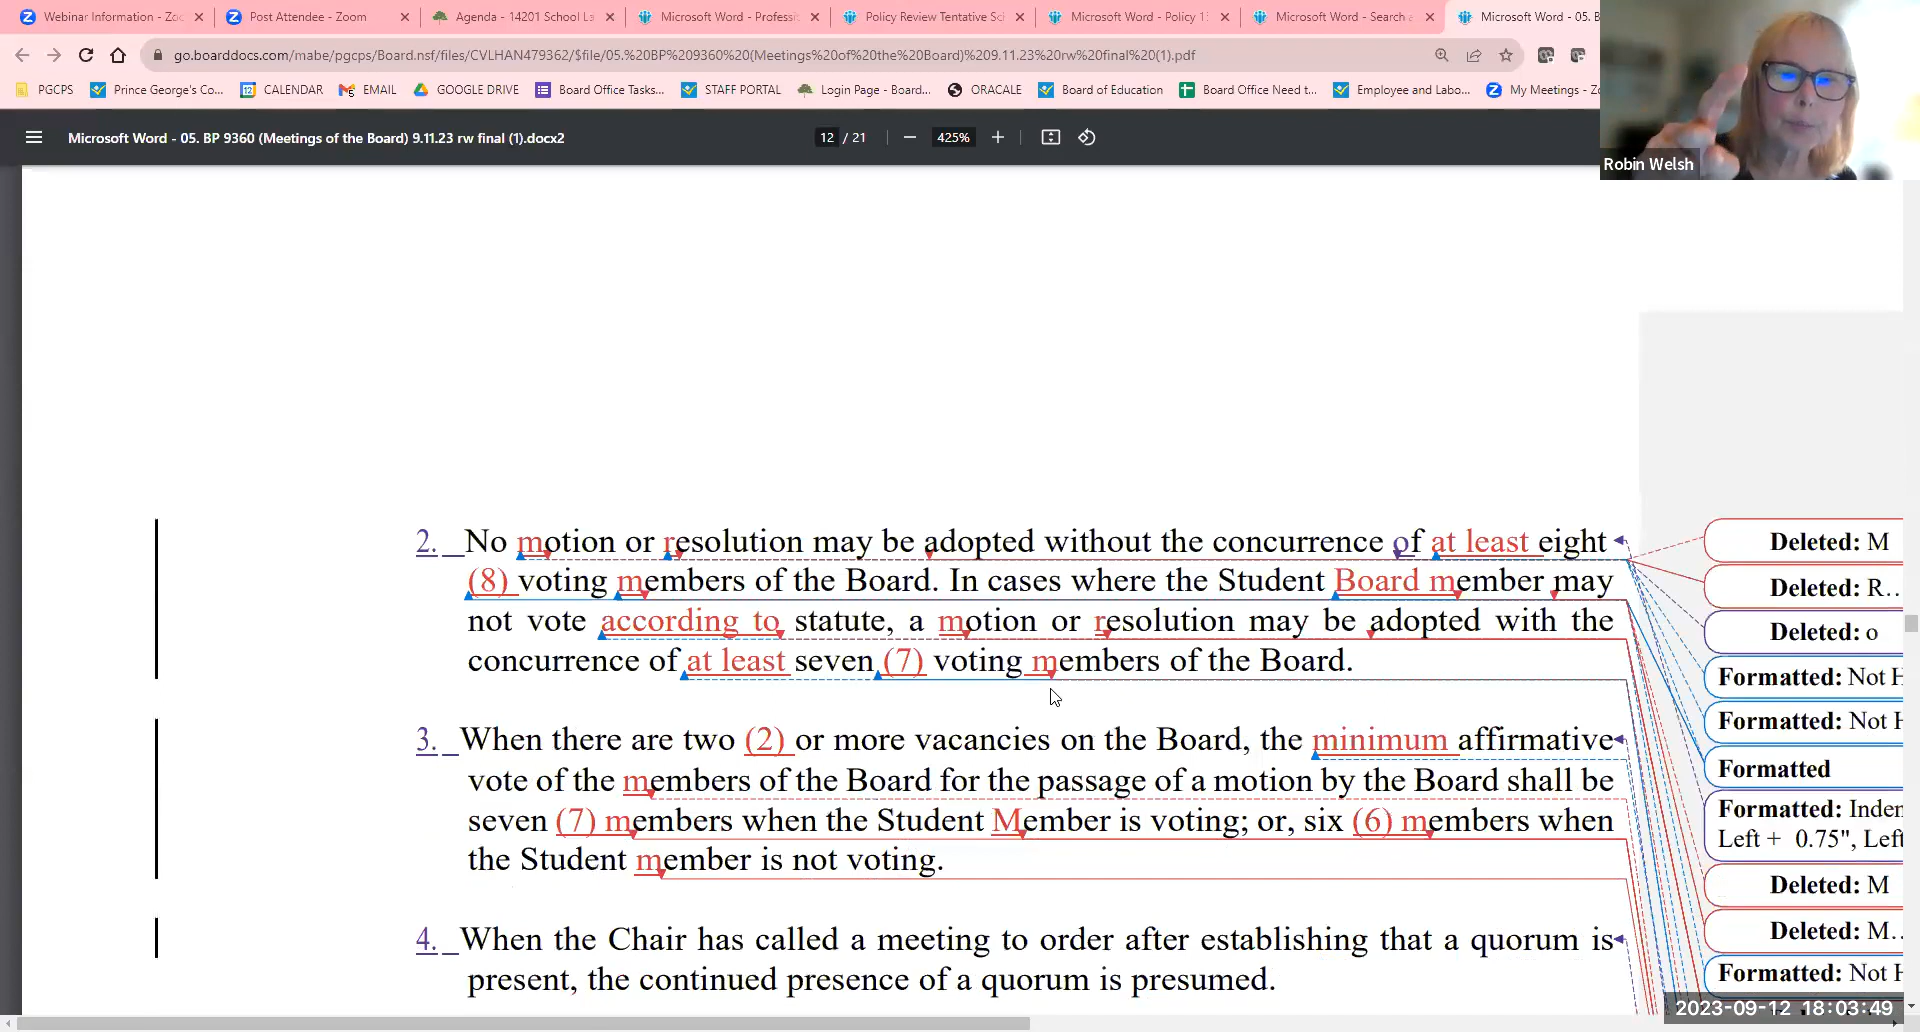 Webinar Information - Zoo
Post Attendee - Zoom
Agenda - 14201 School La
Microsoft Word - Professi
Policy Review Tentative Sc
Microsoft Word - Policy 1
Microsoft Word - Search a
Microsoft Word - 05. B
go.boarddocs.com/mabe/pgcps/Board.nsf/files/CVLHAN479362/$file/05.%20BP%209360%20(Meetings%20of%20the%20Board)%209.11.23%20rw%20final%20(1).pdf
PGCPS
Prince George's Co...
CALENDAR
EMAIL
GOOGLE DRIVE
Board Office Tasks...
STAFF PORTAL
Login Page - Board...
ORACALE
Board of Education
Board Office Need t...
Employee and Labo...
My Meetings - Zo
Microsoft Word - 05. BP 9360 (Meetings of the Board) 9.11.23 rw final (1).docx2
12 / 21
425%
Robin Welsh
2. No motion or resolution may be adopted without the concurrence of at least eight
(8) voting members of the Board. In cases where the Student Board member may
not vote according to statute, a motion or resolution may be adopted with the
concurrence of at least seven (7) voting members of the Board.
3. When there are two (2) or more vacancies on the Board, the minimum affirmative
vote of the members of the Board for the passage of a motion by the Board shall be
seven (7) members when the Student Member is voting; or, six (6) members when
the Student member is not voting.
4. When the Chair has called a meeting to order after establishing that a quorum is
present, the continued presence of a quorum is presumed.
Deleted: M
Deleted: R...
Deleted: o
Formatted: Not H
Formatted: Not H
Formatted
Formatted: Inden
Left + 0.75", Left
Deleted: M
Deleted: M...
Formatted: Not H
2023-09-12 18:03:49